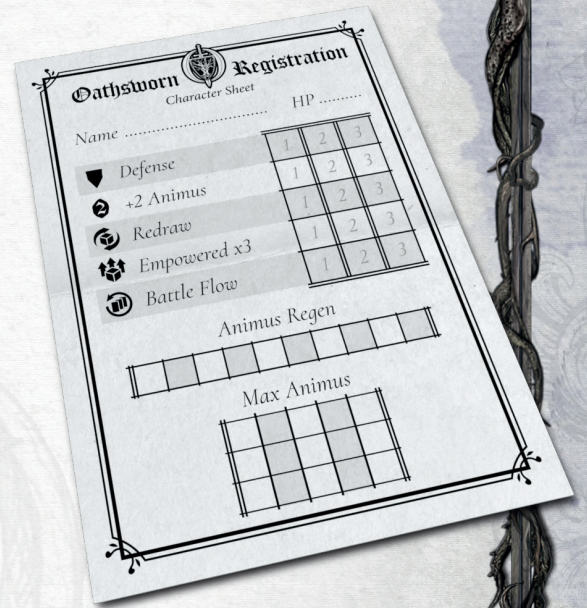 Oathsworn Registration
Character Sheet
Name .............................. HP ..........
Defense 1 2 3
2 +2 Animus 1 2 3
Redraw 1 2 3
Empowered x3 1 2 3
Battle Flow 1 2 3
Animus Regen
Max Animus